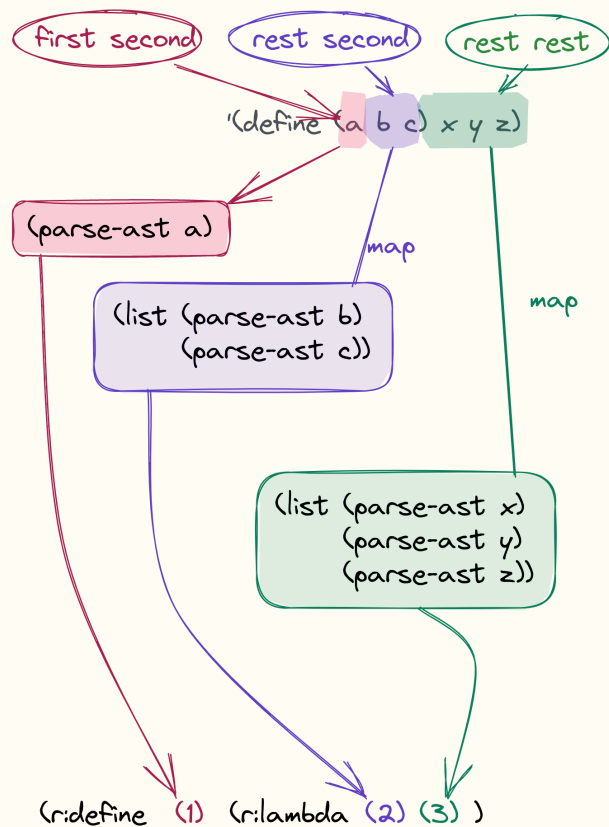 first second rest second rest rest
'(define (a b c) x y z)
(parse-ast a)
map
(list (parse-ast b)
(parse-ast c))
map
(list (parse-ast x)
(parse-ast y)
(parse-ast z))
(r:define (1) (r:lambda (2) (3) )